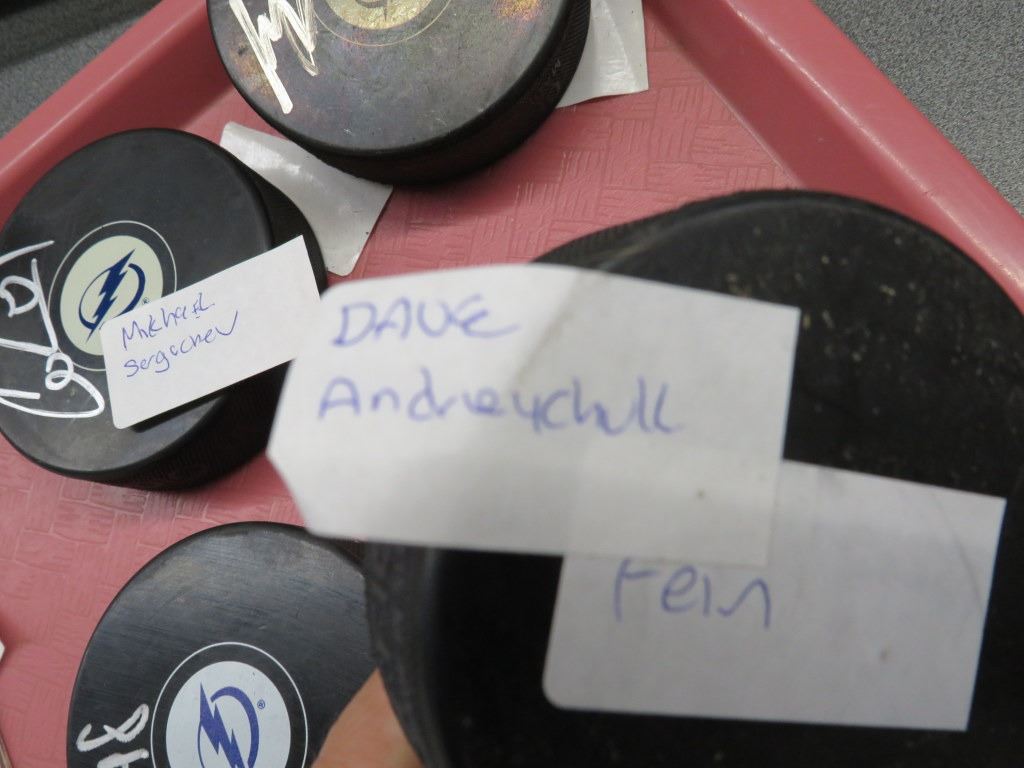 Mikhail
Sergachev
DAVE
Andreychuk
Fein